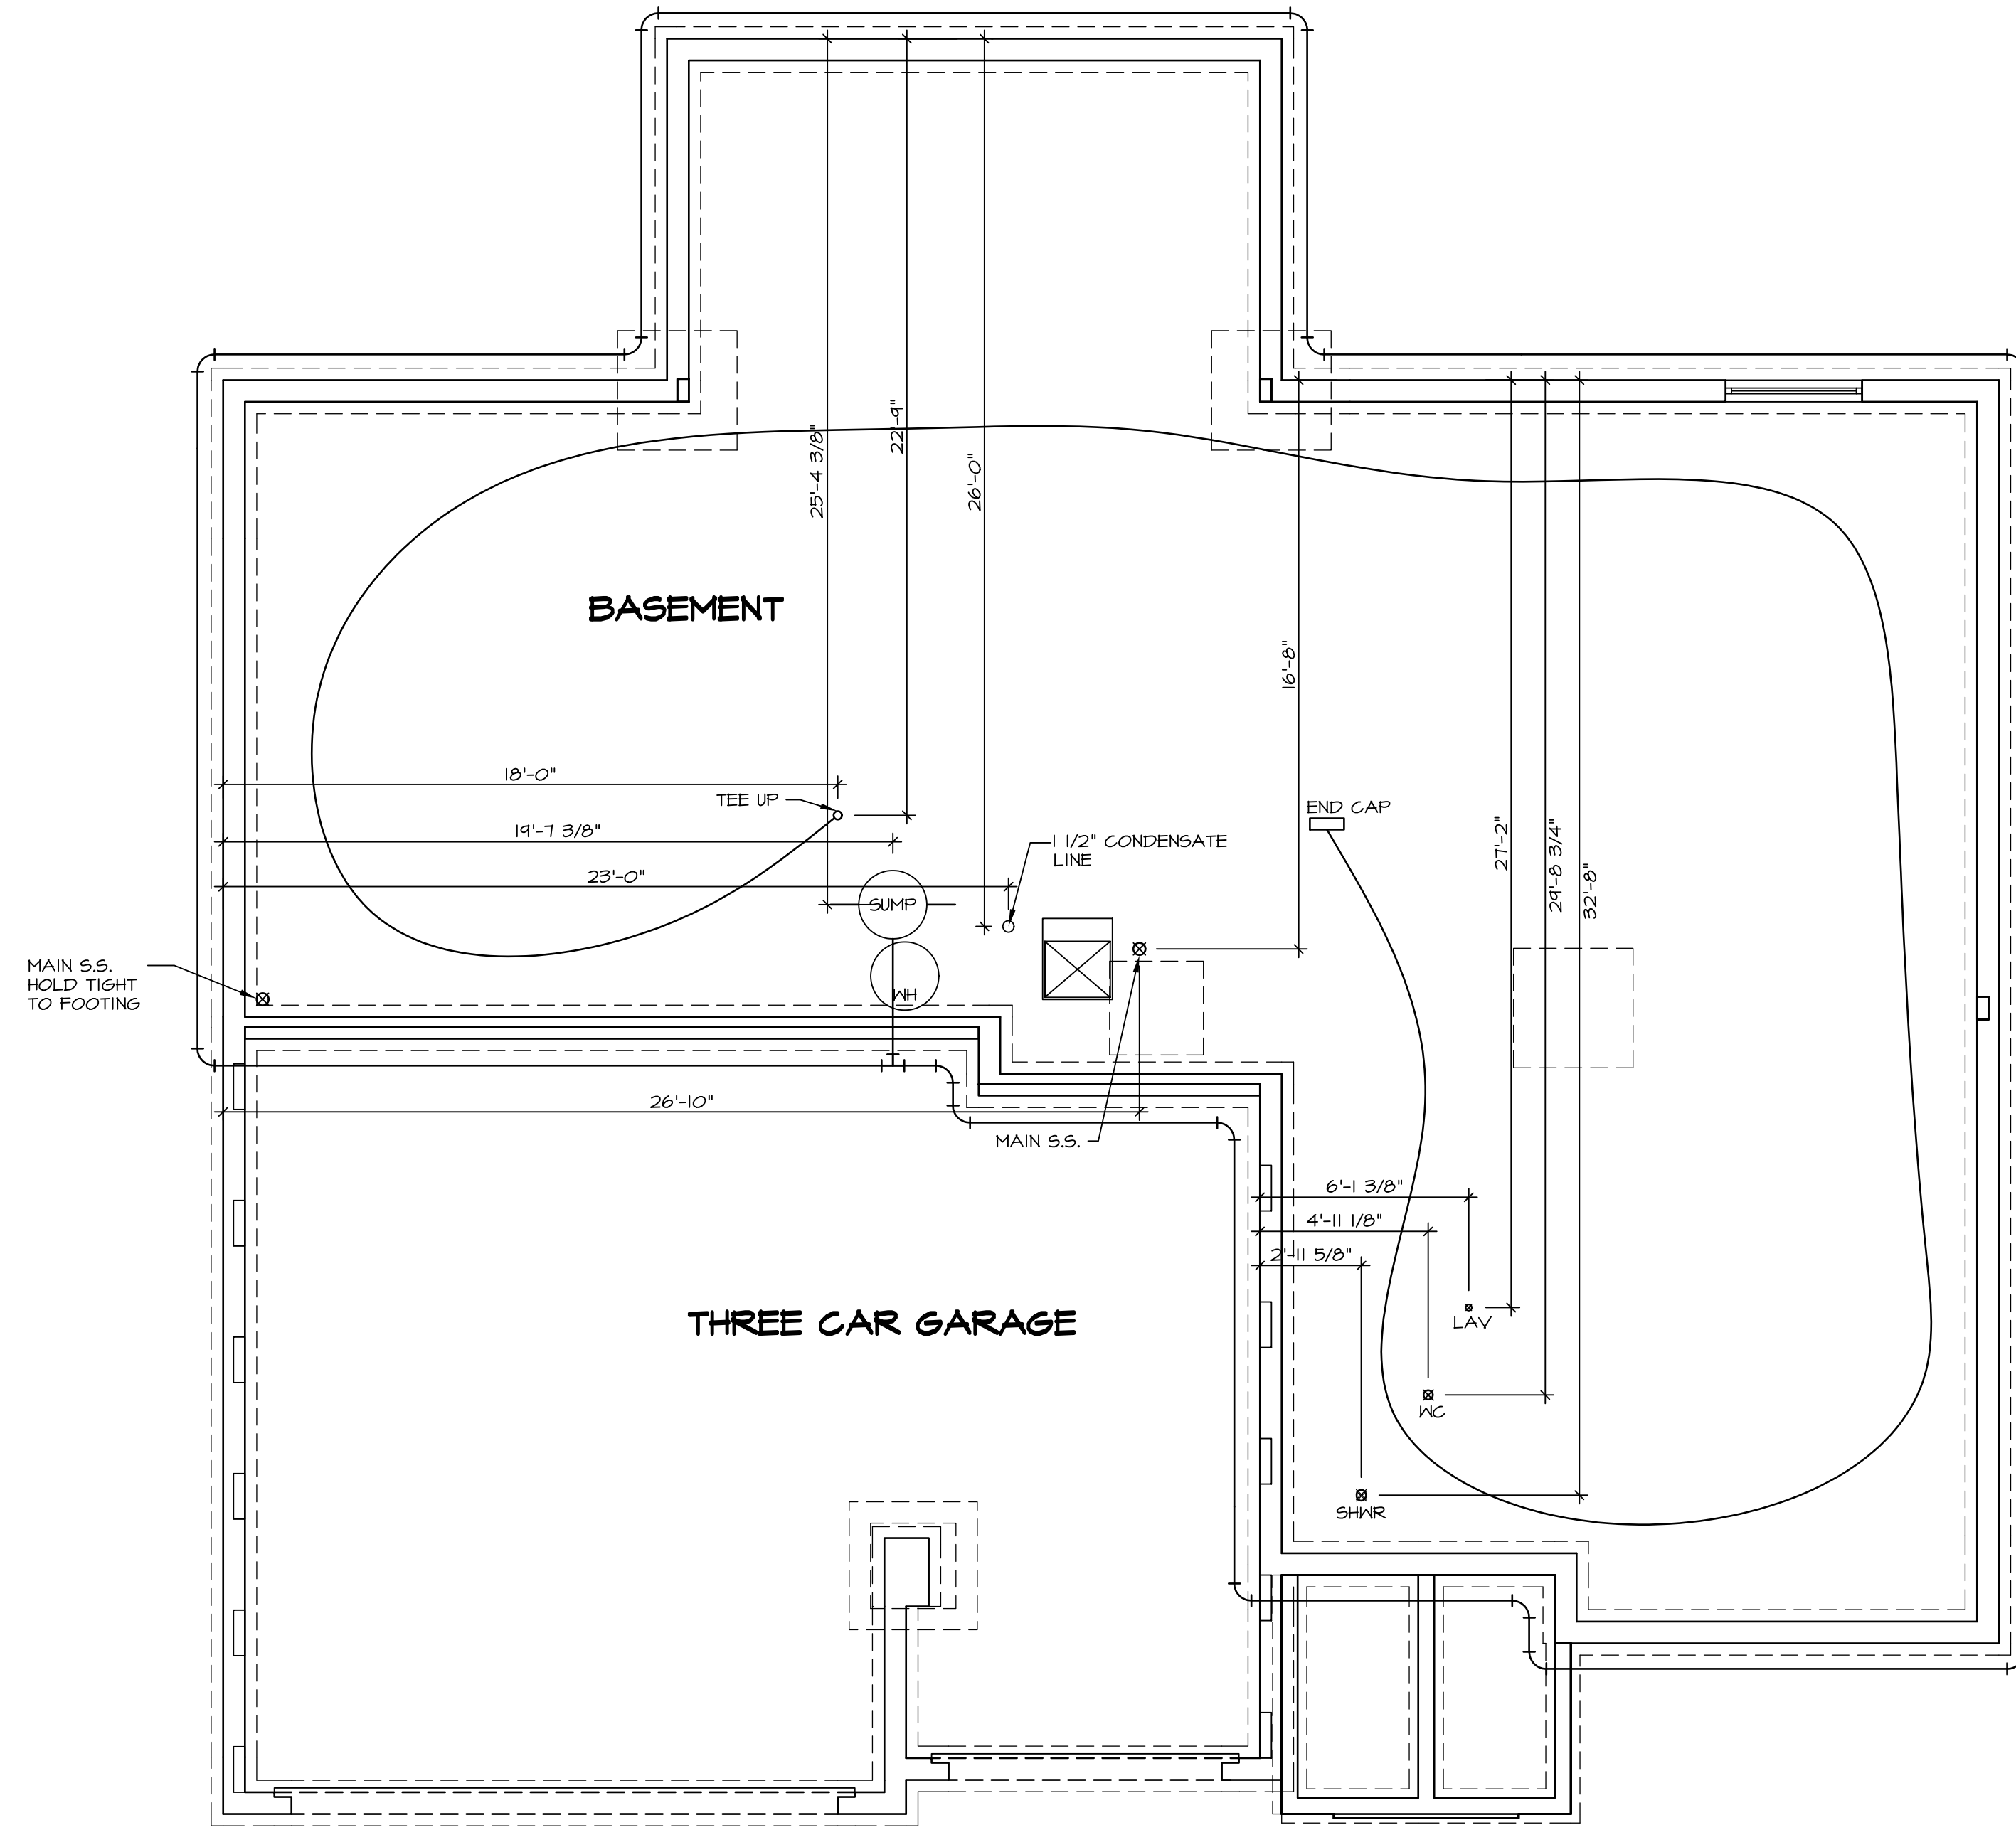 25'-4 3/8"
22'-9"
26'-0"
16'-8"
27'-2"
29'-8 3/4"
32'-8"
BASEMENT
18'-0"
TEE UP
19'-7 3/8"
23'-0"
SUMP
WH
1 1/2" CONDENSATE
LINE
END CAP
MAIN S.S.
HOLD TIGHT
TO FOOTING
26'-10"
MAIN S.S.
6'-1 3/8"
4'-11 1/8"
2'-11 5/8"
LAV
WC
SHWR
THREE CAR GARAGE